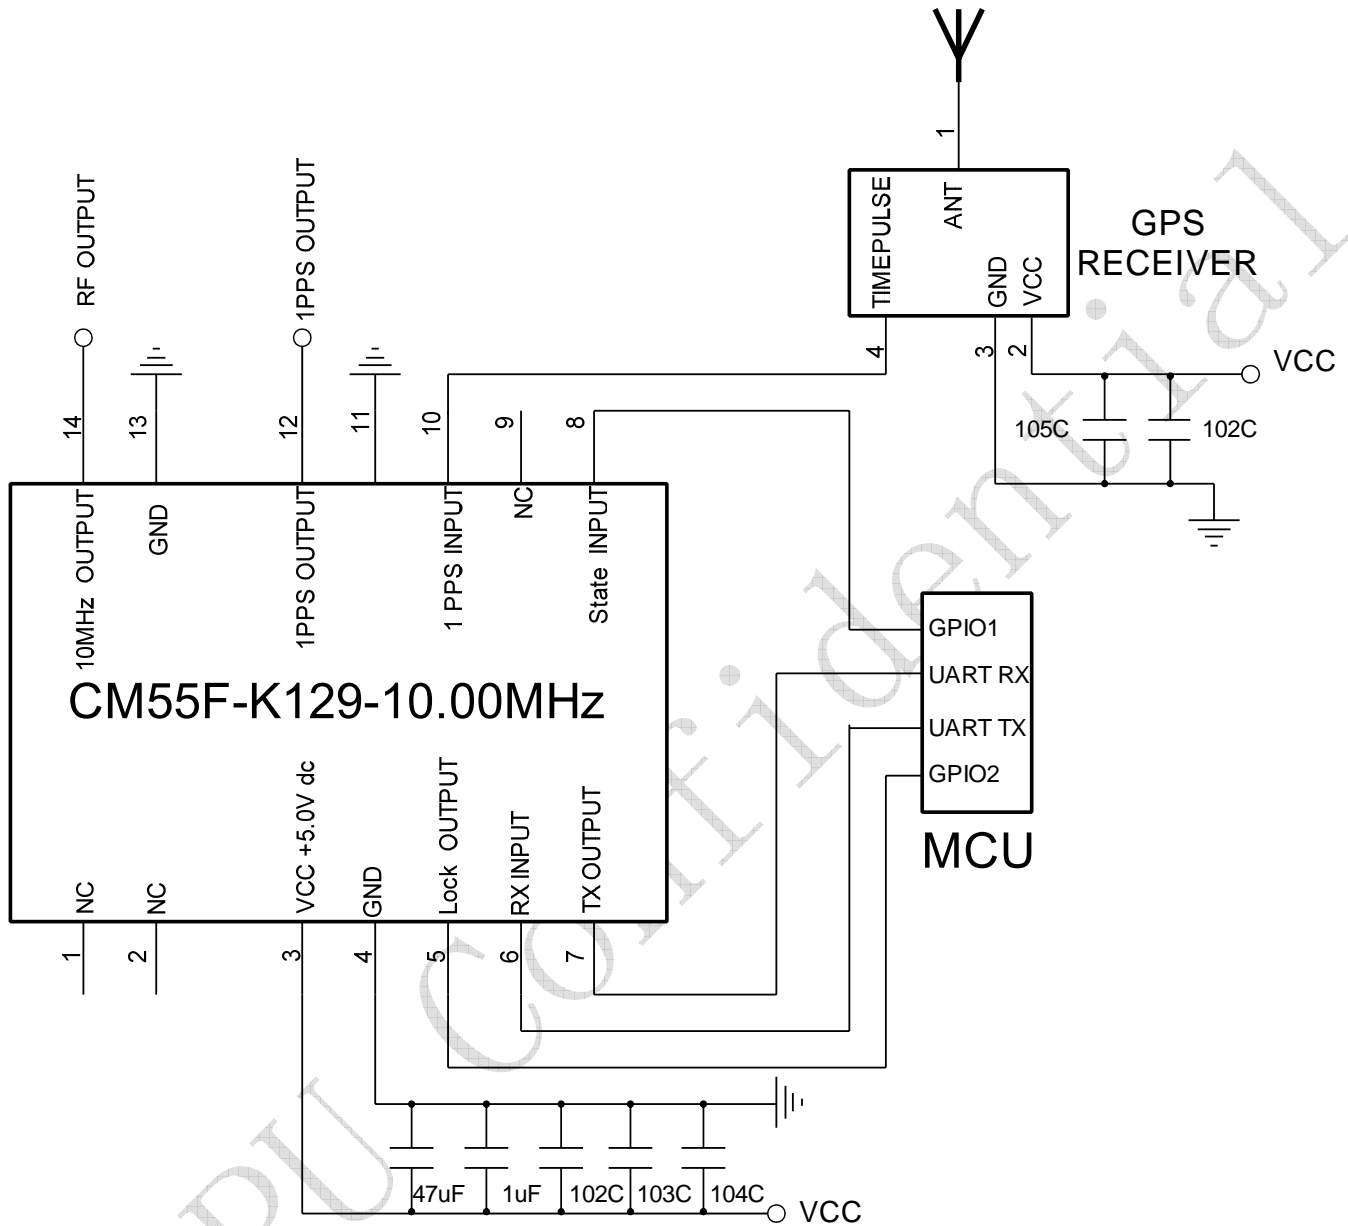 1
TIMEPULSE
ANT
GND
VCC
GPS
RECEIVER
4
3
2
VCC
105C
102C
RF OUTPUT
1PPS OUTPUT
14
13
12
11
10
9
8
10MHz OUTPUT
GND
1PPS OUTPUT
1 PPS INPUT
NC
State INPUT
CM55F-K129-10.00MHz
GPIO1
UART RX
UART TX
GPIO2
MCU
NC
NC
VCC +5.0V dc
GND
Lock OUTPUT
RX INPUT
TX OUTPUT
1
2
3
4
5
6
7
47uF
1uF
102C
103C
104C
VCC
PU Confidential